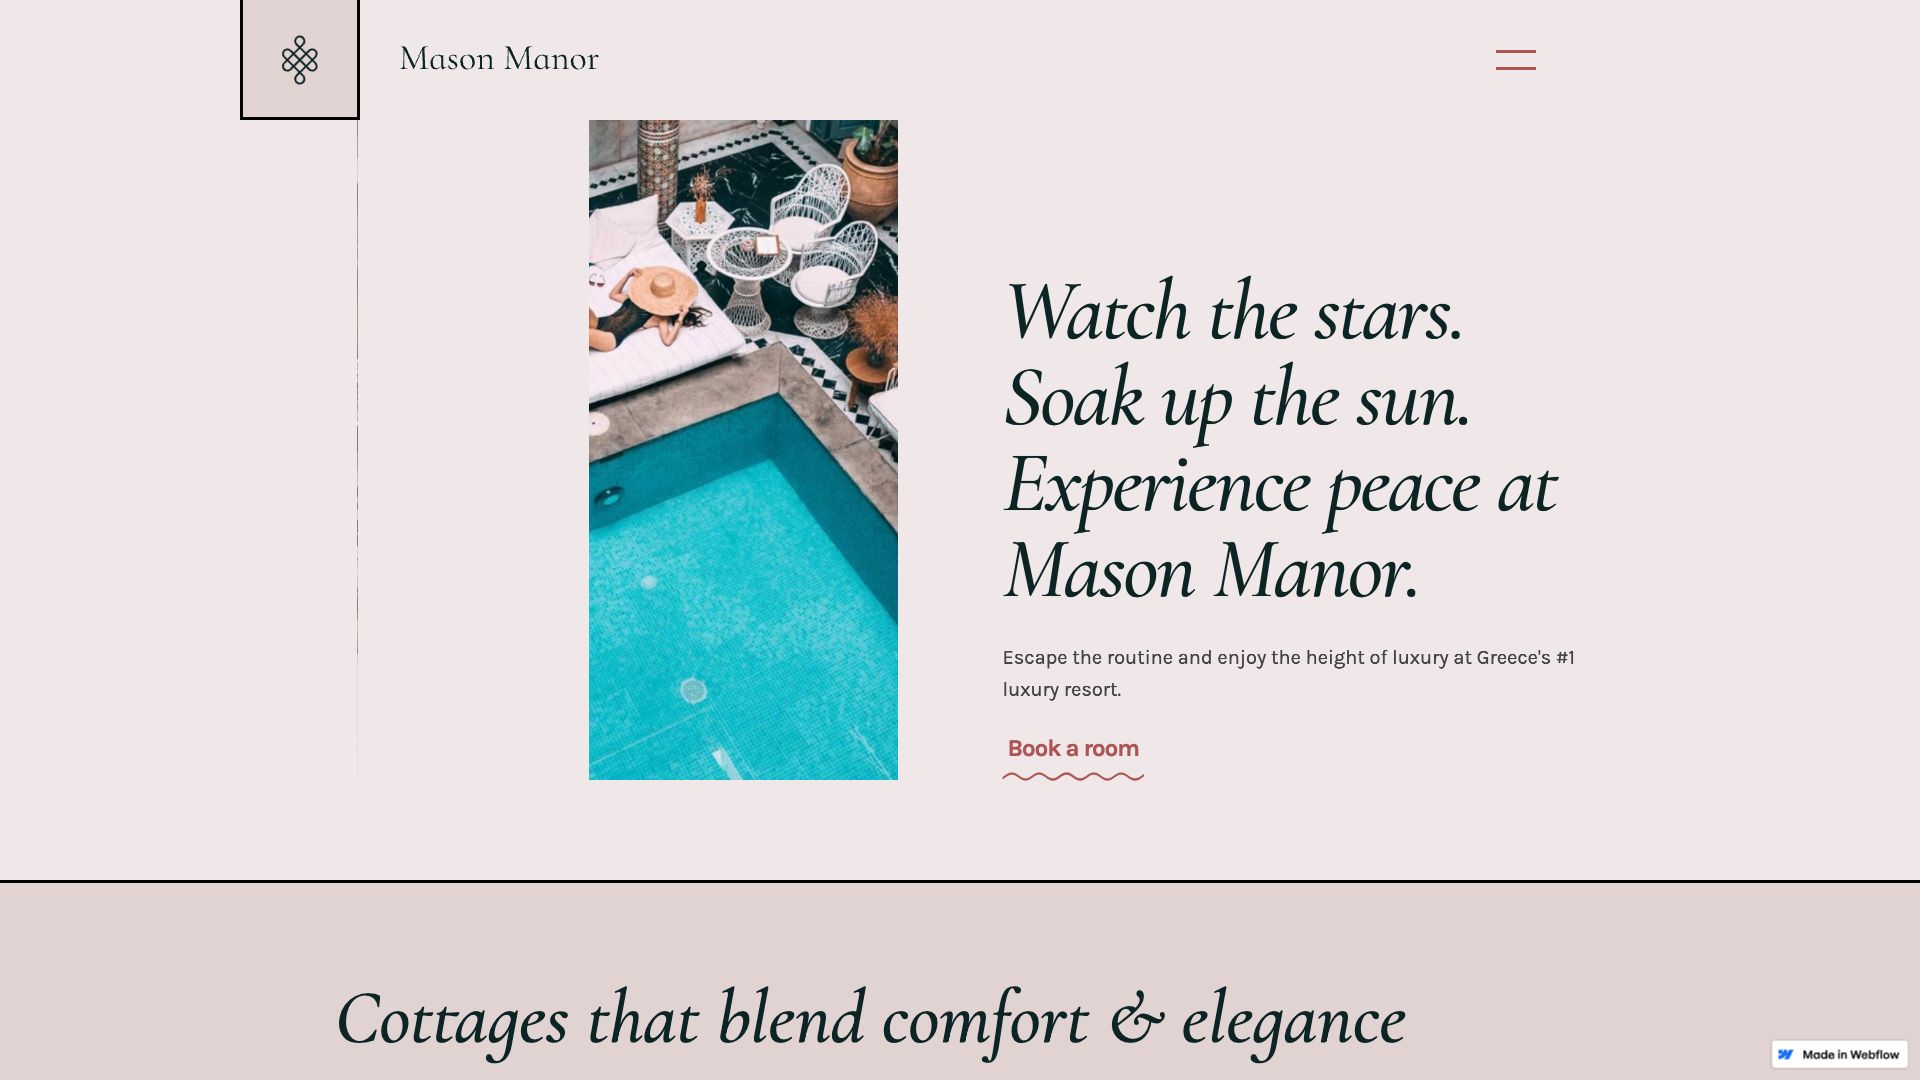 Mason Manor
Watch the stars.
Soak up the sun.
Experience peace at
Mason Manor.
Escape the routine and enjoy the height of luxury at Greece's #1
luxury resort.
Book a room
Cottages that blend comfort & elegance
Made in Webflow